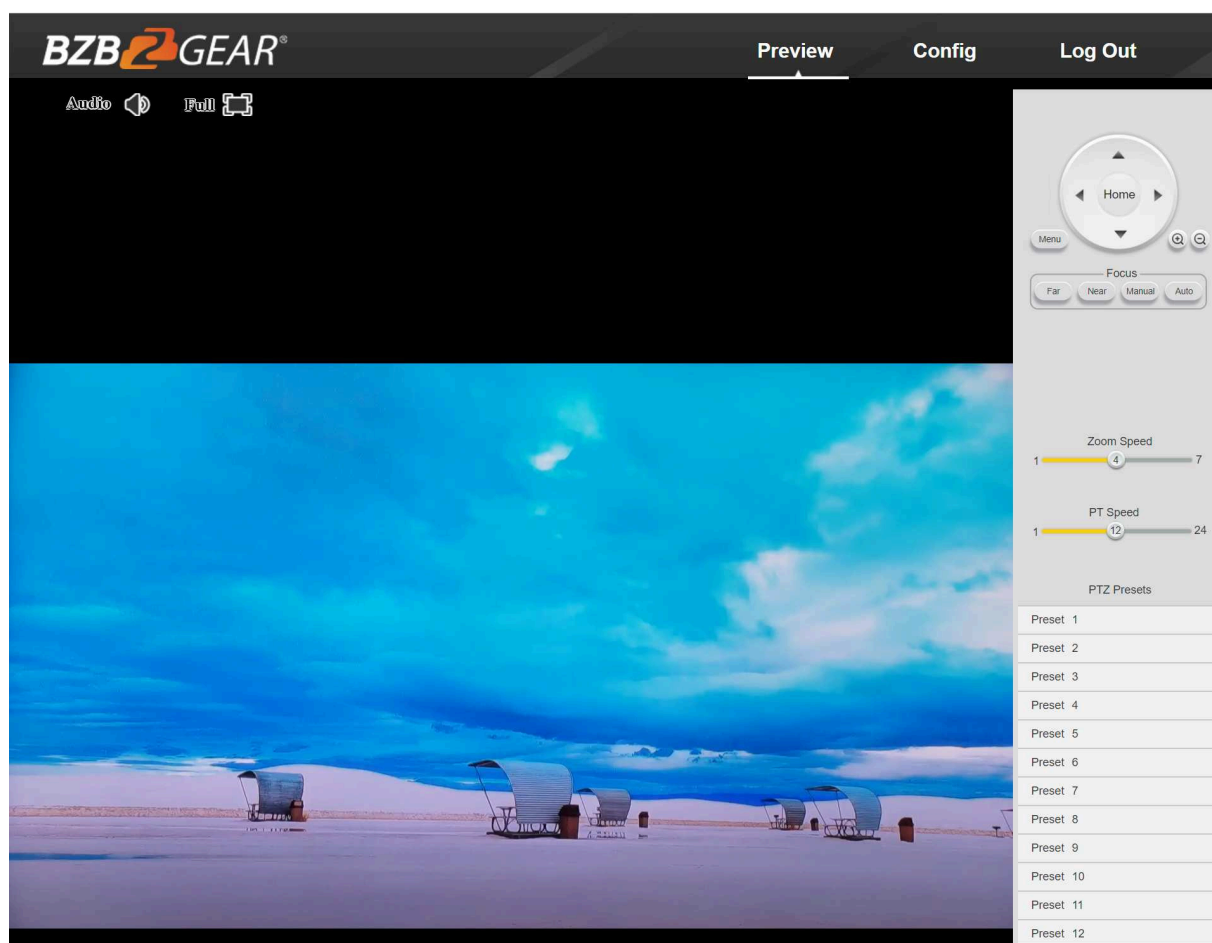 BZB GEAR®
Preview Config Log Out
Audio Full
Home
Menu
Focus
Far Near Manual Auto
Zoom Speed
1 4 7
PT Speed
1 12 24
PTZ Presets
Preset 1
Preset 2
Preset 3
Preset 4
Preset 5
Preset 6
Preset 7
Preset 8
Preset 9
Preset 10
Preset 11
Preset 12